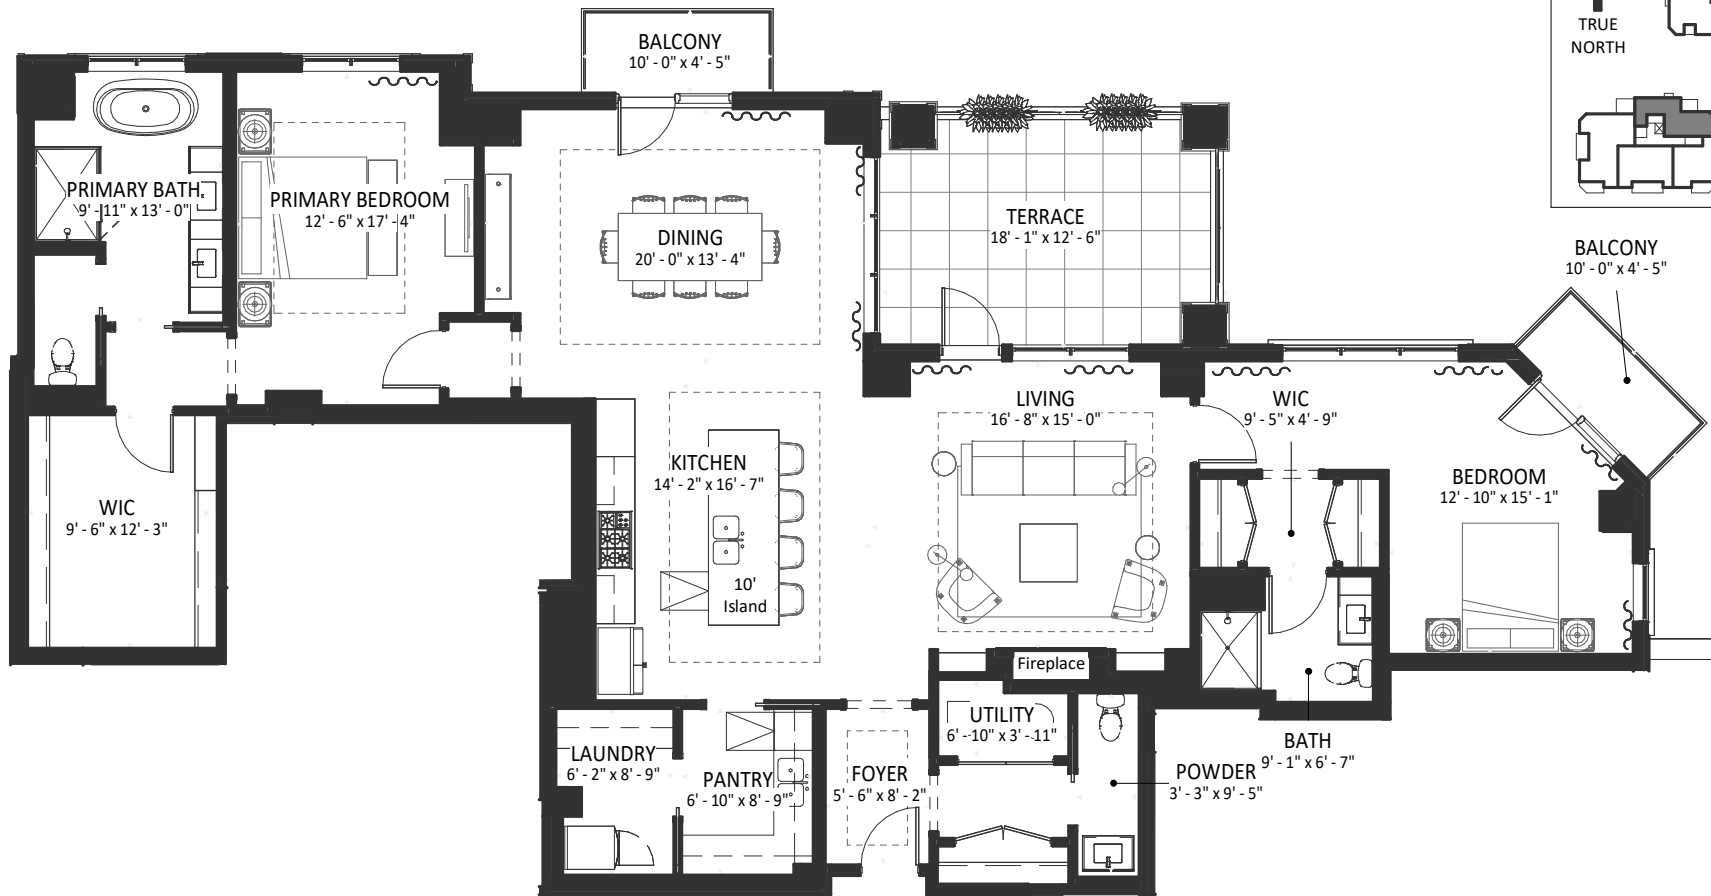 TRUE
NORTH
BALCONY
10' - 0" x 4' - 5"
PRIMARY BATH
9' - 11" x 13' - 0"
PRIMARY BEDROOM
12' - 6" x 17' - 4"
DINING
20' - 0" x 13' - 4"
TERRACE
18' - 1" x 12' - 6"
BALCONY
10' - 0" x 4' - 5"
LIVING
16' - 8" x 15' - 0"
WIC
9' - 5" x 4' - 9"
KITCHEN
14' - 2" x 16' - 7"
BEDROOM
12' - 10" x 15' - 1"
WIC
9' - 6" x 12' - 3"
10'
Island
Fireplace
UTILITY
6' - 10" x 3' - 11"
LAUNDRY
6' - 2" x 8' - 9"
PANTRY
6' - 10" x 8' - 9"
FOYER
5' - 6" x 8' - 2"
POWDER
3' - 3" x 9' - 5"
BATH
9' - 1" x 6' - 7"